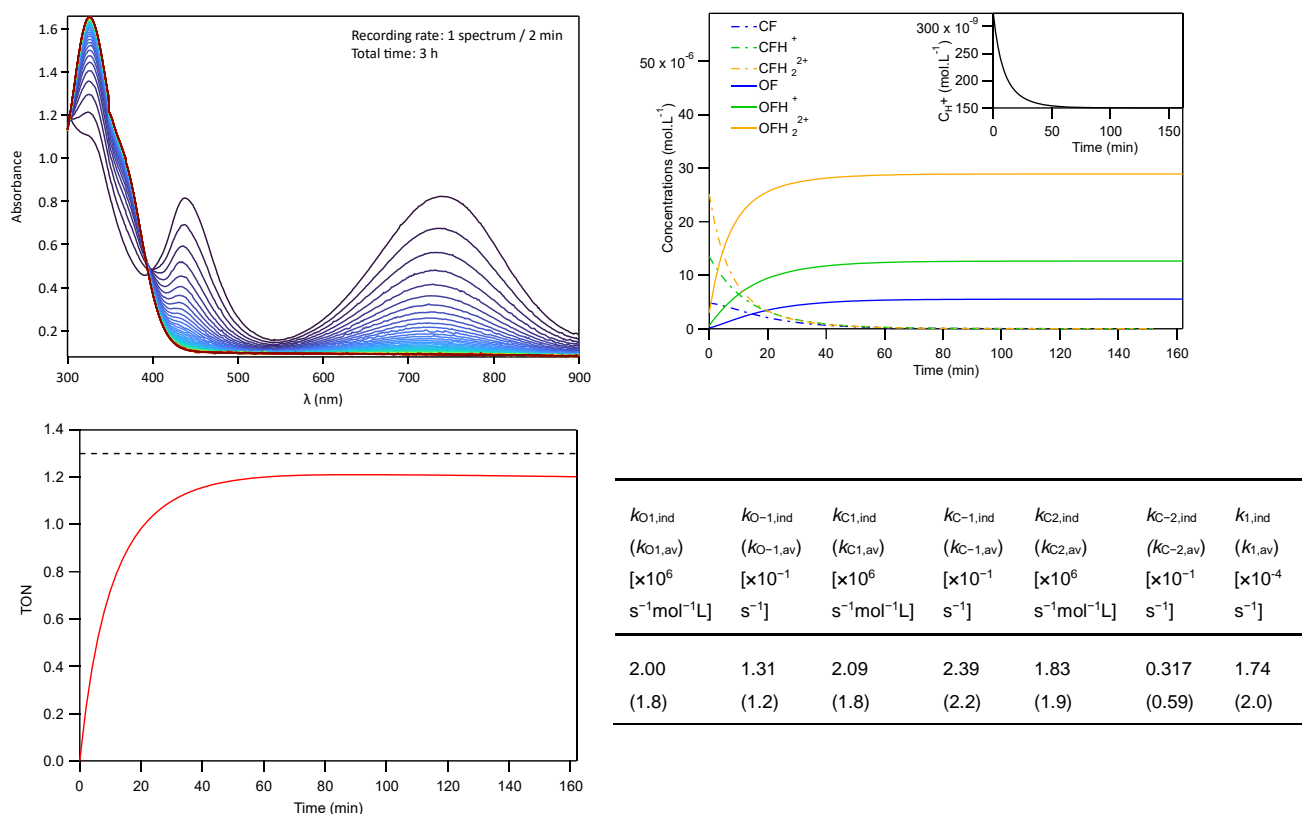 Recording rate: 1 spectrum / 2 min
Total time: 3 h
1.6
1.4
1.2
1.0
0.8
0.6
0.4
0.2
Absorbance
300
400
500
600
700
800
900
λ (nm)
CF
CFH +
CFH 2 2+
OF
OFH +
OFH 2 2+
50 x10 -6
30
20
10
0
Concentrations (mol.L-1)
0
20
40
60
80
100
120
140
160
Time (min)
300 x 10 -9
250
200
150
CH+ (mol.L-1)
0
50
100
150
Time (min)
1.4
1.2
1.0
0.8
0.6
0.4
0.2
0.0
TON
0
20
40
60
80
100
120
140
160
Time (min)
kO1,ind kO−1,ind kC1,ind kC−1,ind kC2,ind kC−2,ind k1,ind
(kO1,av) (kO−1,av) (kC1,av) (kC−1,av) (kC2,av) (kC−2,av) (k1,av)
[×10⁶ [×10⁻¹ [×10⁶ [×10⁻¹ [×10⁶ [×10⁻¹ [×10⁻⁴
s⁻¹mol⁻¹L] s⁻¹] s⁻¹mol⁻¹L] s⁻¹] s⁻¹mol⁻¹L] s⁻¹] s⁻¹]
2.00 1.31 2.09 2.39 1.83 0.317 1.74
(1.8) (1.2) (1.8) (2.2) (1.9) (0.59) (2.0)